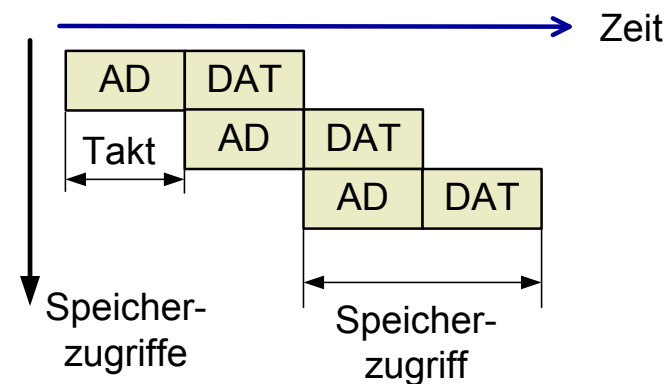 Zeit
AD DAT
Takt AD DAT
AD DAT
Speicher-
zugriffe
Speicher-
zugriff